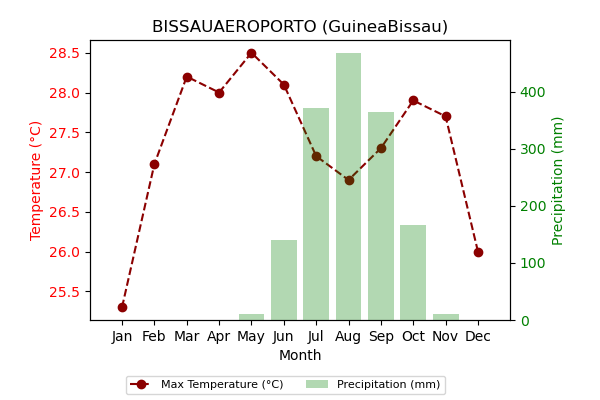 BISSAUAEROPORTO (GuineaBissau)
Temperature (°C)
28.5
28.0
27.5
27.0
26.5
26.0
25.5
400
300
200
100
0
Precipitation (mm)
Jan Feb Mar Apr May Jun Jul Aug Sep Oct Nov Dec
Month
Max Temperature (°C) Precipitation (mm)